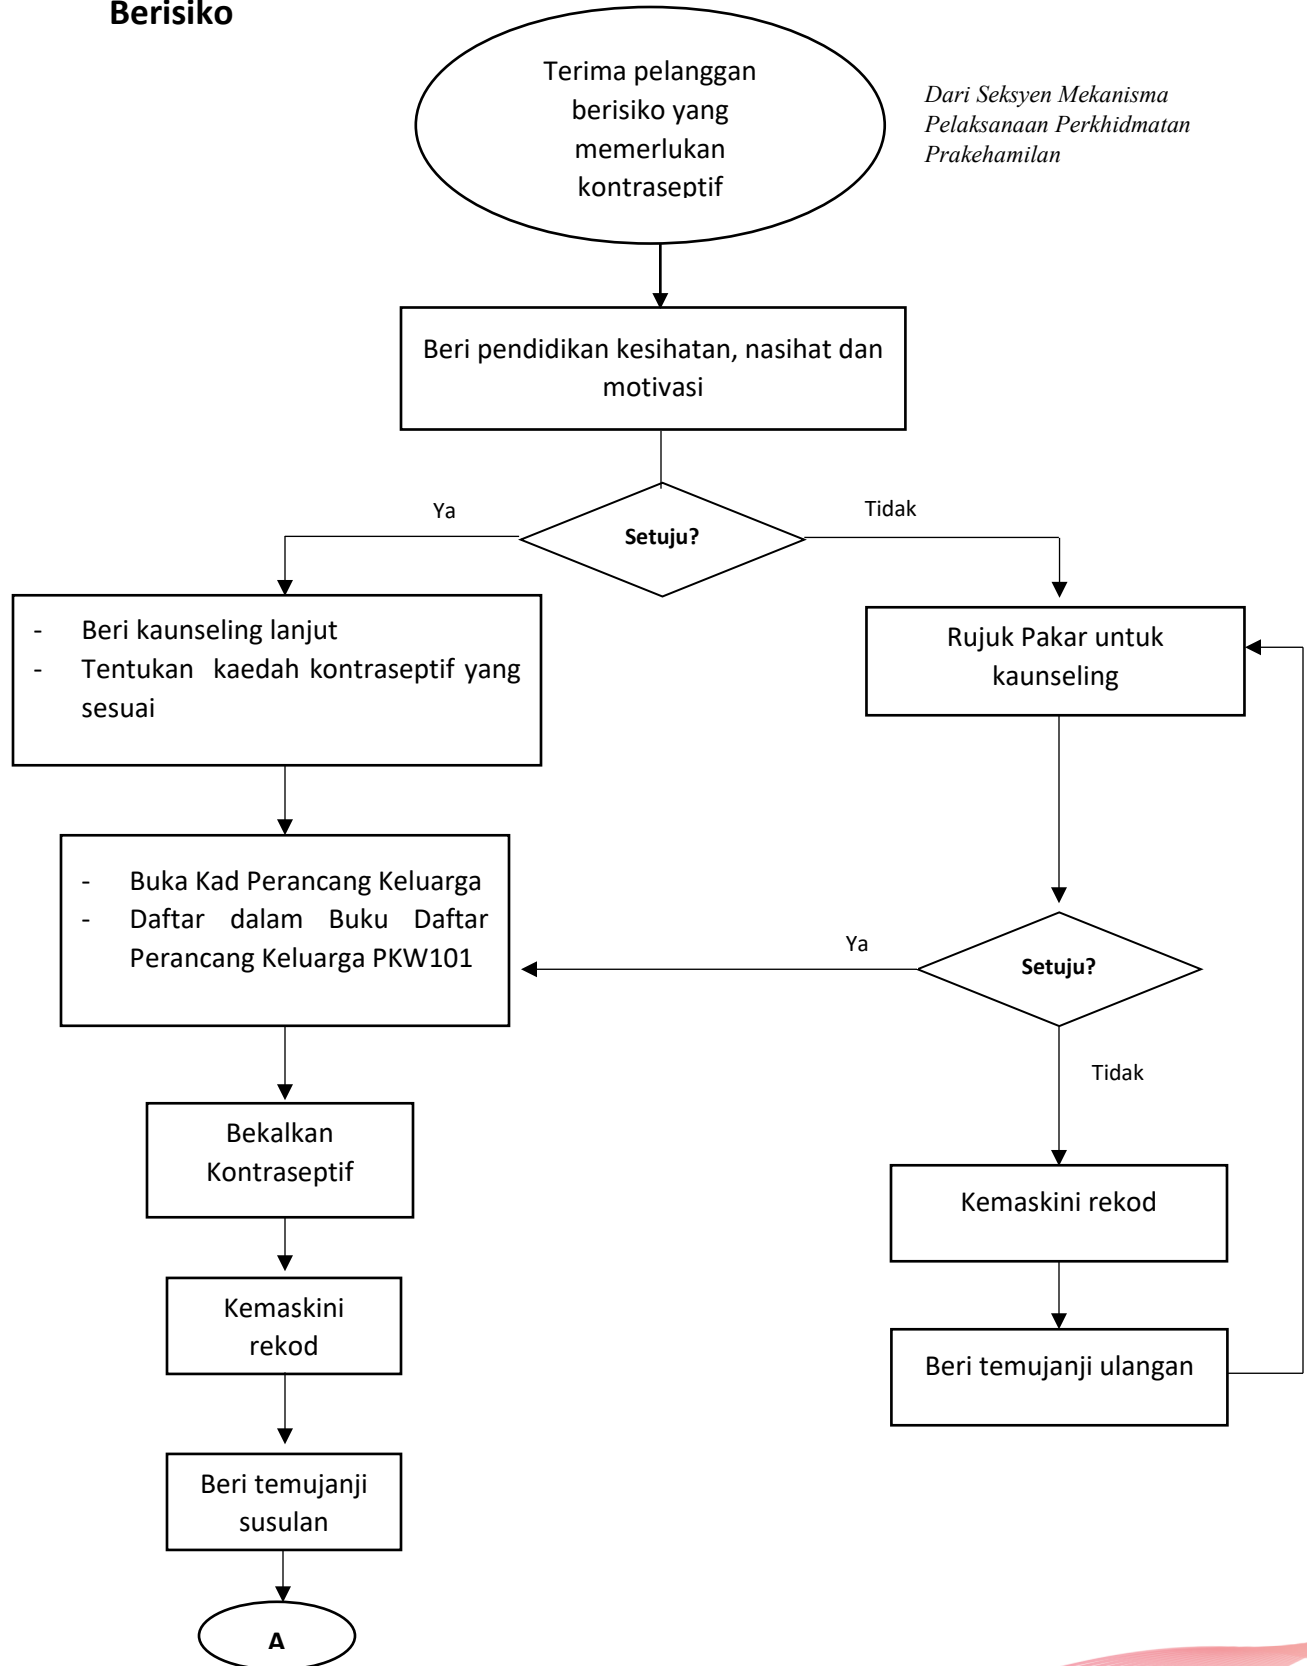 Berisiko
Terima pelanggan
berisiko yang
memerlukan
kontraseptif
Dari Seksyen Mekanisma
Pelaksanaan Perkhidmatan
Prakehamilan
Beri pendidikan kesihatan, nasihat dan
motivasi
Ya
Setuju?
Tidak
- Beri kaunseling lanjut
- Tentukan kaedah kontraseptif yang
sesuai
Rujuk Pakar untuk
kaunseling
- Buka Kad Perancang Keluarga
- Daftar dalam Buku Daftar
Perancang Keluarga PKW101
Ya
Setuju?
Tidak
Bekalkan
Kontraseptif
Kemaskini rekod
Kemaskini
rekod
Beri temujanji ulangan
Beri temujanji
susulan
A